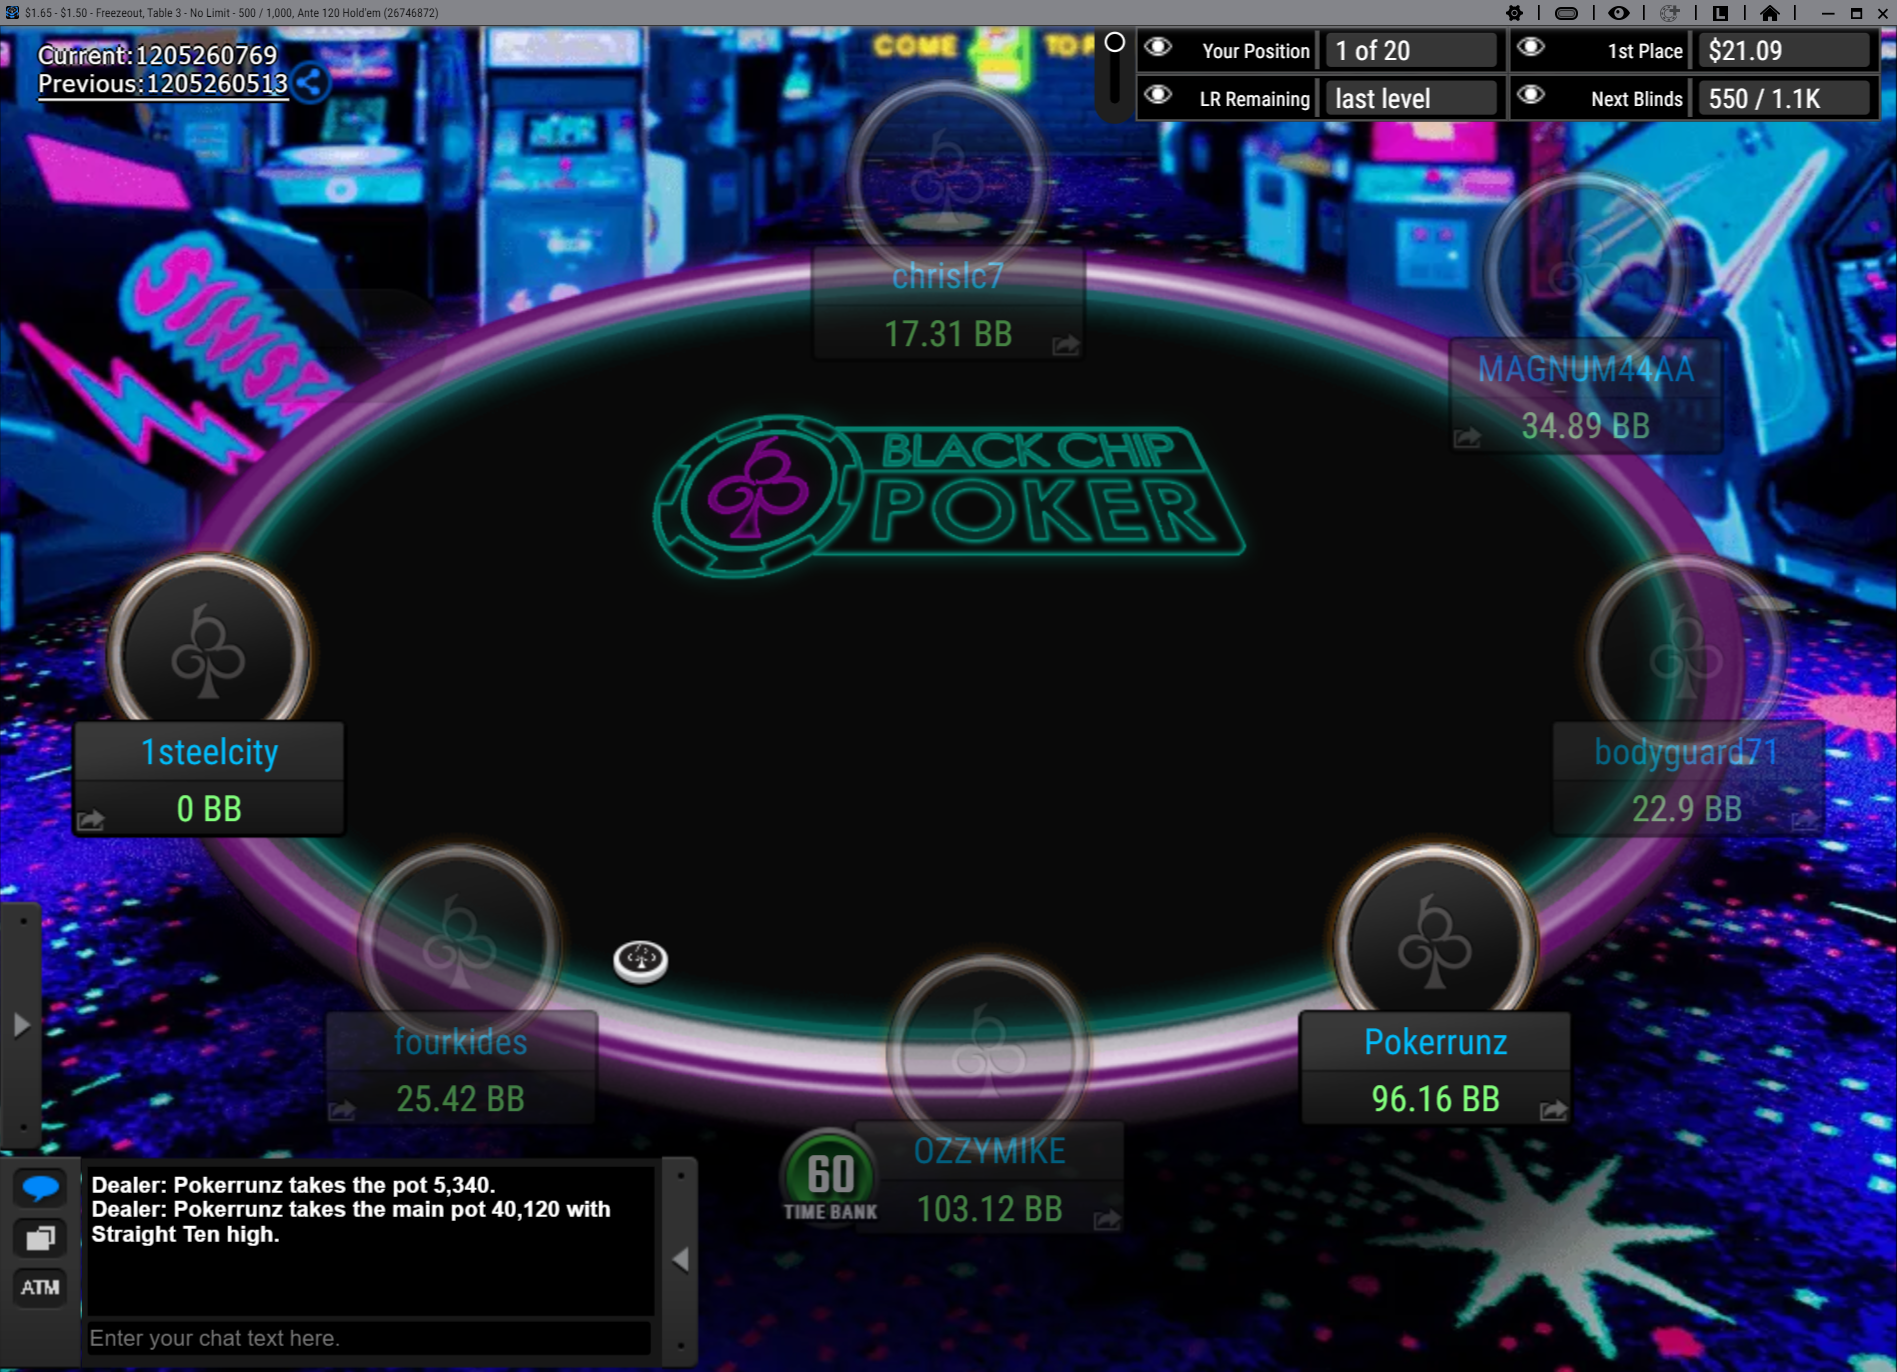 $1.65 - $1.50 - Freezeout, Table 3 - No Limit - 500 / 1,000, Ante 120 Hold'em (26746872)
Current:1205260769
Previous:1205260513
COME
Your Position
1 of 20
1st Place
$21.09
LR Remaining
last level
Next Blinds
550 / 1.1K
chrislc7
17.31 BB
MAGNUM44AA
34.89 BB
BLACK CHIP
POKER
1steelcity
0 BB
bodyguard71
22.9 BB
fourkides
25.42 BB
Pokerrunz
96.16 BB
60
TIME BANK
OZZYMIKE
103.12 BB
Dealer: Pokerrunz takes the pot 5,340.
Dealer: Pokerrunz takes the main pot 40,120 with
Straight Ten high.
ATM
Enter your chat text here.